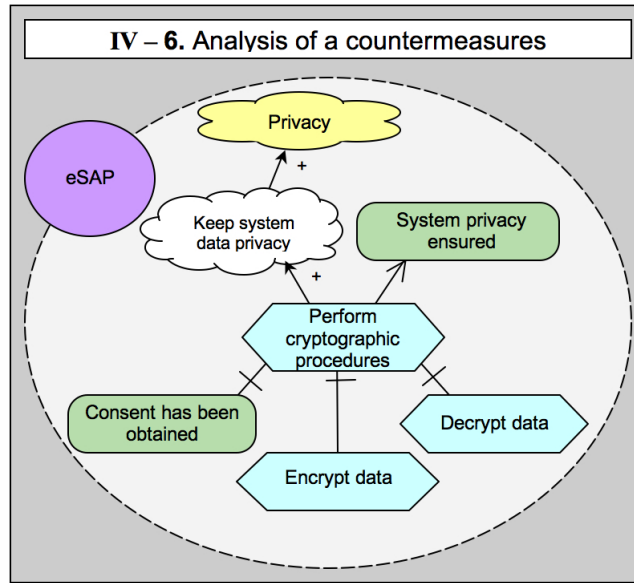 IV – 6. Analysis of a countermeasures
Privacy
+
eSAP
Keep system
data privacy
System privacy
ensured
+
Perform
cryptographic
procedures
Consent has been
obtained
Decrypt data
Encrypt data